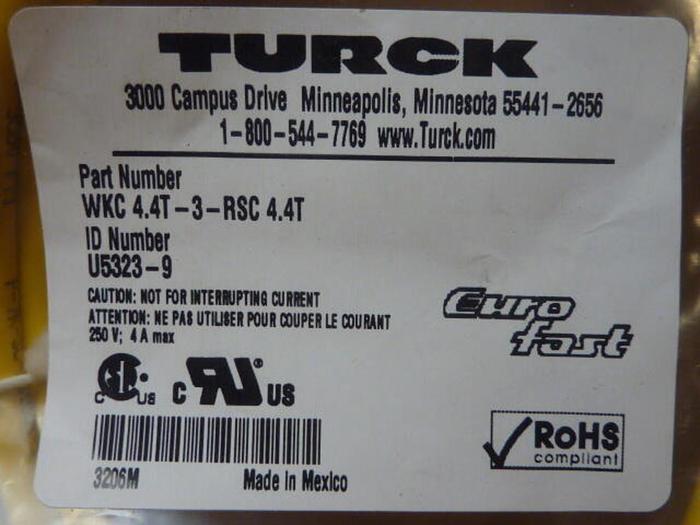 TURCK
3000 Campus Drive Minneapolis, Minnesota 55441-2656
1-800-544-7769 www.Turck.com
Part Number
WKC 4.4T-3-RSC 4.4T
ID Number
U5323-9
CAUTION: NOT FOR INTERRUPTING CURRENT
ATTENTION: NE PAS UTILISER POUR COUPER LE COURANT
250 V; 4 A max
Euro
fast
C US
C US
3206M
Made In Mexico
RoHS
compliant